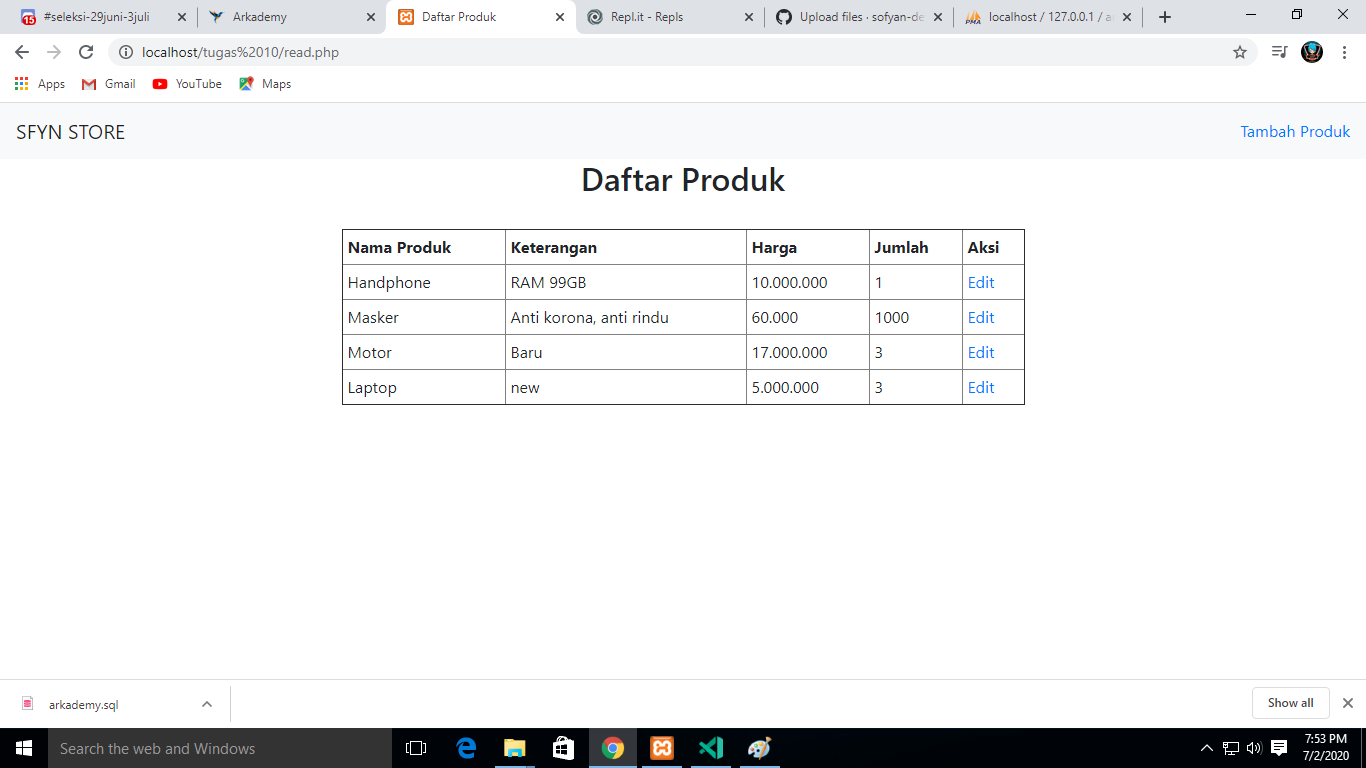 15 #seleksi-29juni-3juli Arkademy Daftar Produk Repl.it - Repls Upload files · sofyan-de localhost / 127.0.0.1 / a
localhost/tugas%2010/read.php
Apps Gmail YouTube Maps
SFYN STORE Tambah Produk
Daftar Produk
Nama Produk Keterangan Harga Jumlah Aksi
Handphone RAM 99GB 10.000.000 1 Edit
Masker Anti korona, anti rindu 60.000 1000 Edit
Motor Baru 17.000.000 3 Edit
Laptop new 5.000.000 3 Edit
arkademy.sql Show all
Search the web and Windows
7:53 PM
7/2/2020